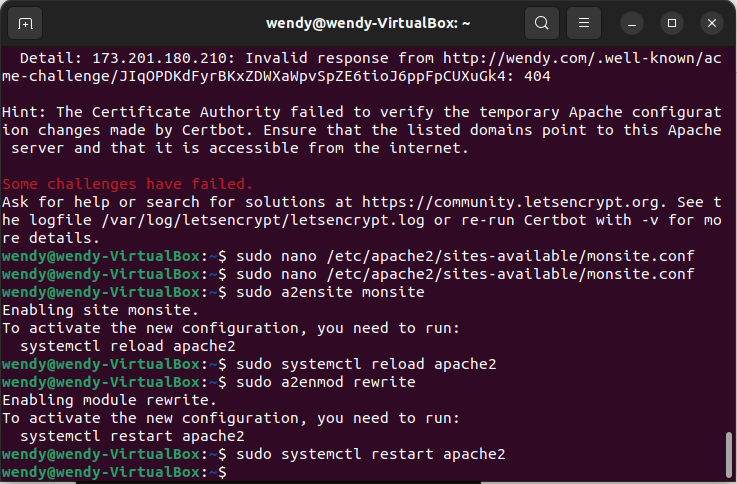 wendy@wendy-VirtualBox: ~
Detail: 173.201.180.210: Invalid response from http://wendy.com/.well-known/ac
me-challenge/JIqOPDKdFyrBKxZDWXaWpvSpZE6tioJ6ppFpCUXuGk4: 404
Hint: The Certificate Authority failed to verify the temporary Apache configurat
ion changes made by Certbot. Ensure that the listed domains point to this Apache
server and that it is accessible from the internet.
Some challenges have failed.
Ask for help or search for solutions at https://community.letsencrypt.org. See t
he logfile /var/log/letsencrypt/letsencrypt.log or re-run Certbot with -v for mo
re details.
wendy@wendy-VirtualBox:~$ sudo nano /etc/apache2/sites-available/monsite.conf
wendy@wendy-VirtualBox:~$ sudo nano /etc/apache2/sites-available/monsite.conf
wendy@wendy-VirtualBox:~$ sudo a2ensite monsite
Enabling site monsite.
To activate the new configuration, you need to run:
systemctl reload apache2
wendy@wendy-VirtualBox:~$ sudo systemctl reload apache2
wendy@wendy-VirtualBox:~$ sudo a2enmod rewrite
Enabling module rewrite.
To activate the new configuration, you need to run:
systemctl restart apache2
wendy@wendy-VirtualBox:~$ sudo systemctl restart apache2
wendy@wendy-VirtualBox:~$